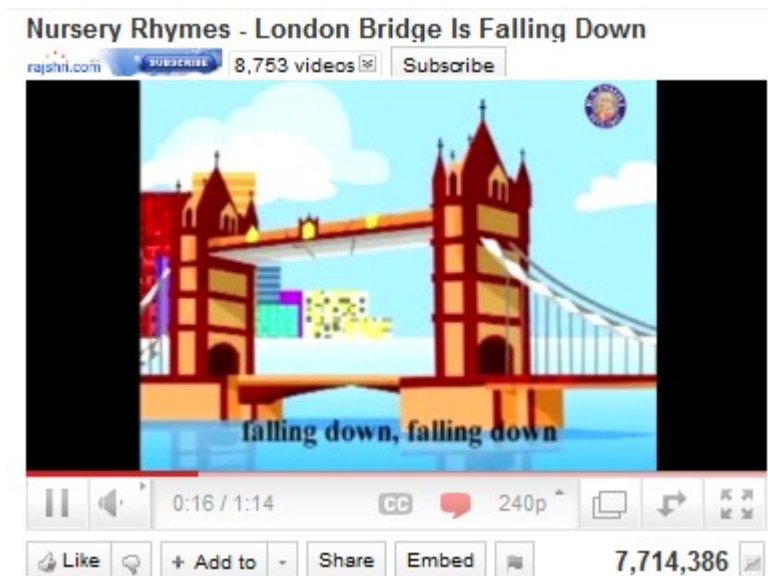 Nursery Rhymes - London Bridge Is Falling Down
rajshri.com SUBSCRIBE 8,753 videos Subscribe
falling down, falling down
0:16 / 1:14 CC 240p
Like + Add to - Share Embed 7,714,386